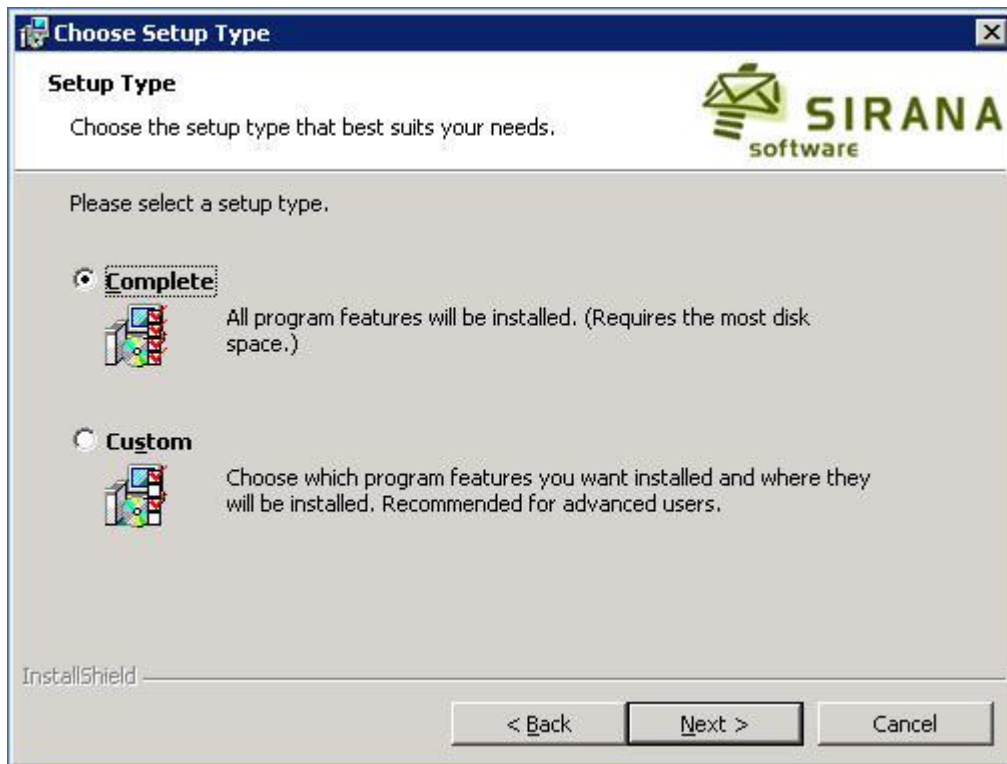 Choose Setup Type
Setup Type
Choose the setup type that best suits your needs.
SIRANA
software
Please select a setup type.
Complete
All program features will be installed. (Requires the most disk
space.)
Custom
Choose which program features you want installed and where they
will be installed. Recommended for advanced users.
InstallShield
< Back
Next >
Cancel